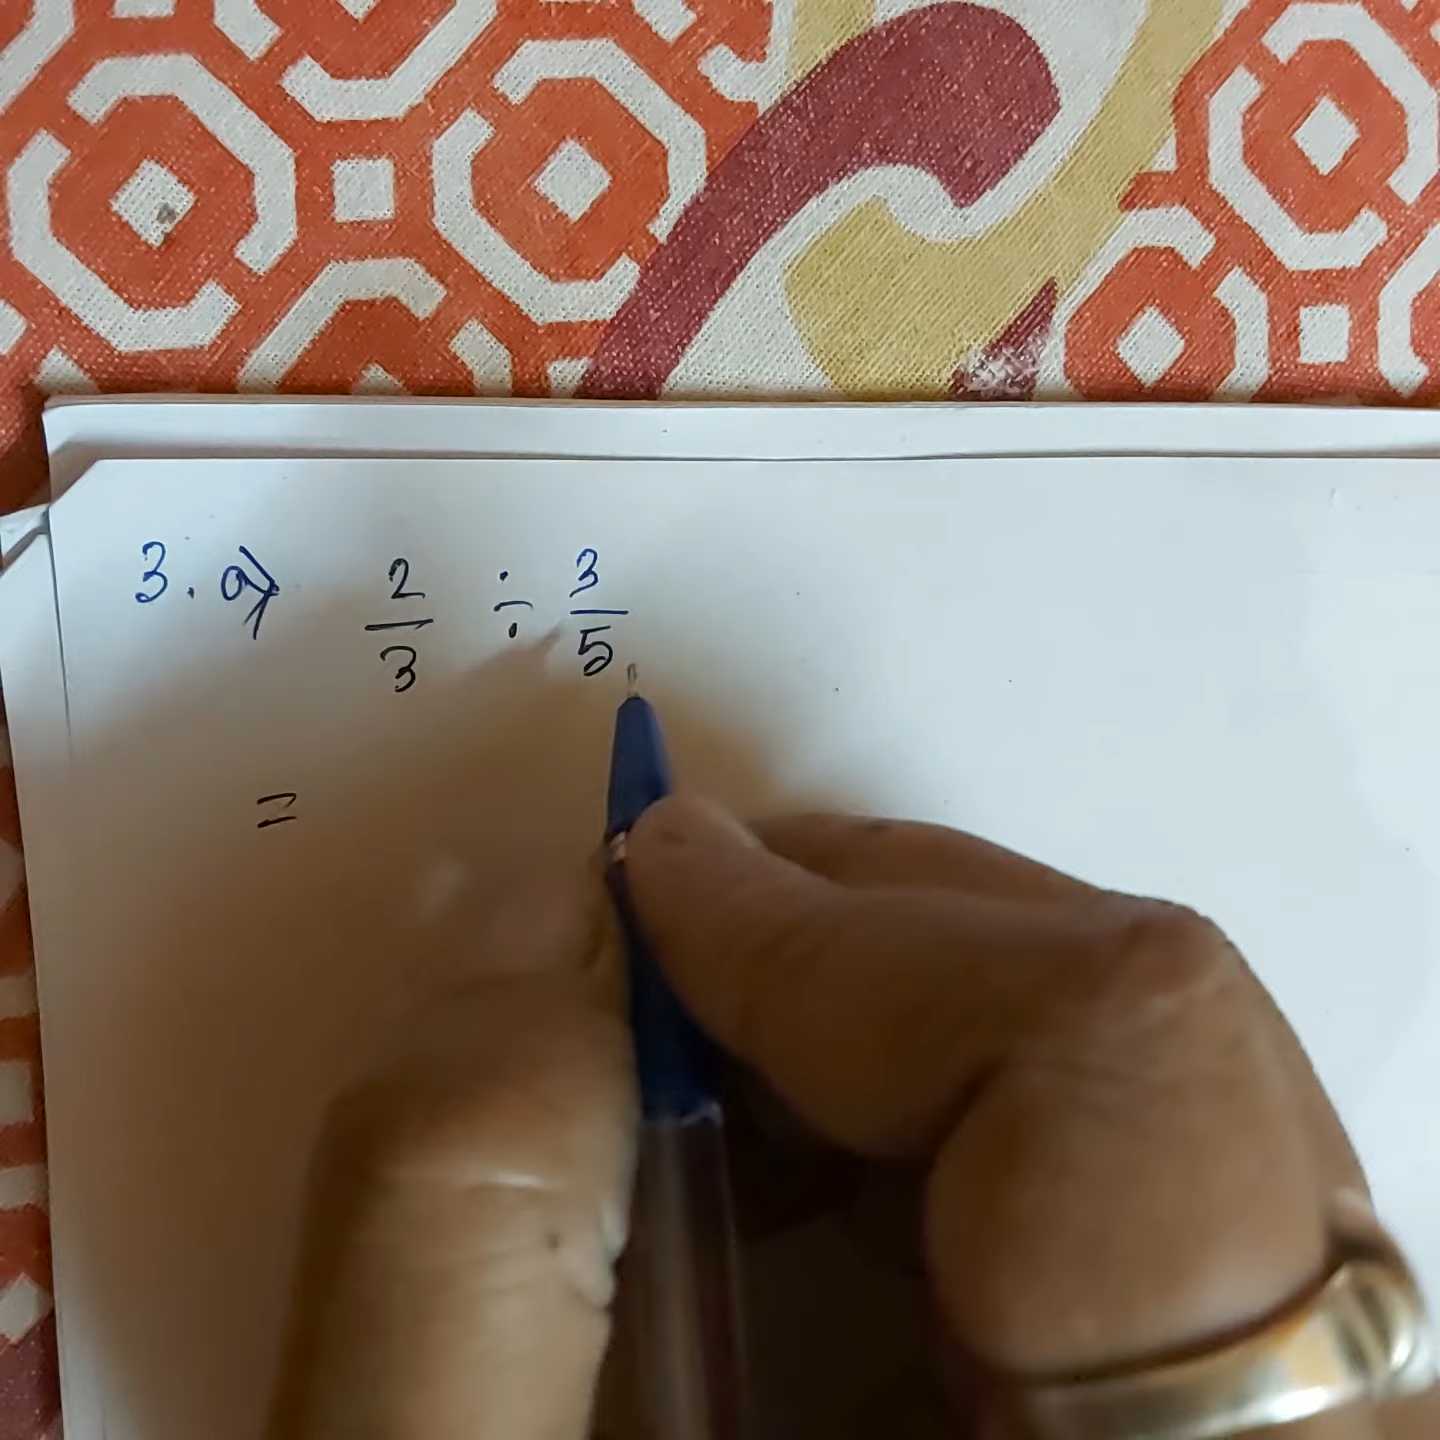 3. a) 2/3 ÷ 3/5
=